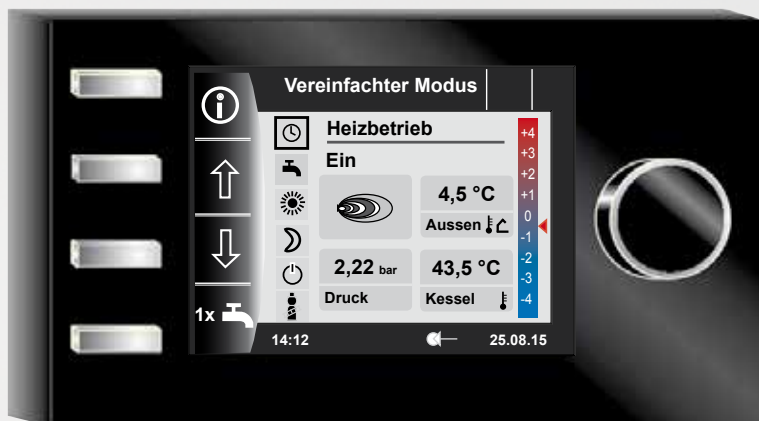 Vereinfachter Modus
Heizbetrieb
Ein
4,5 °C
Aussen
2,22 bar
Druck
43,5 °C
Kessel
+4
+3
+2
+1
0
-1
-2
-3
-4
1x
14:12
25.08.15